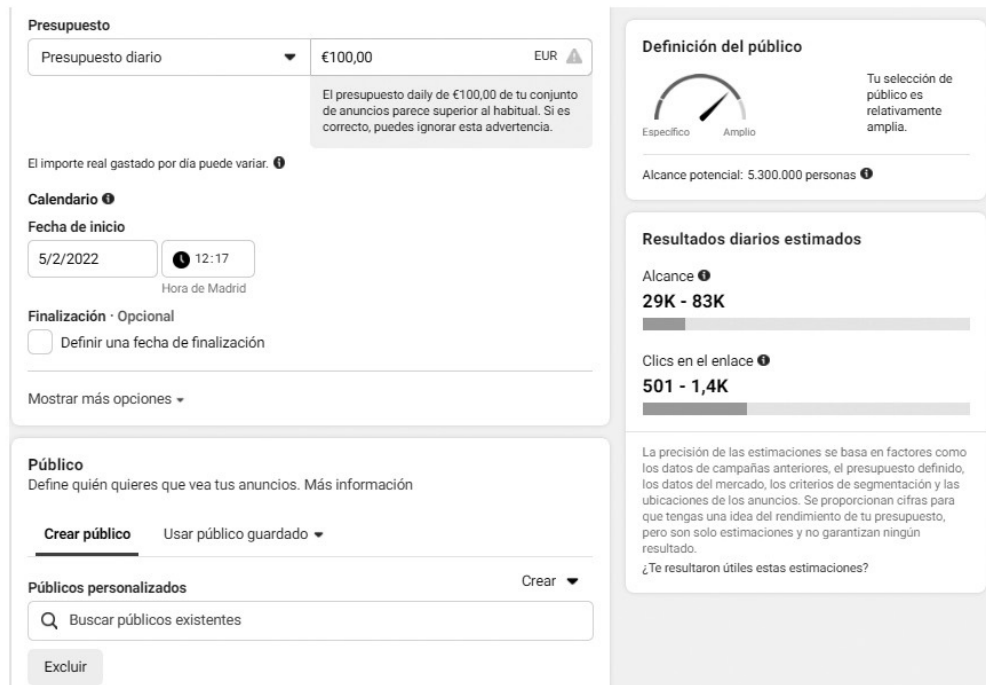 Presupuesto
Presupuesto diario
€100,00 EUR
El presupuesto daily de €100,00 de tu conjunto
de anuncios parece superior al habitual. Si es
correcto, puedes ignorar esta advertencia.
El importe real gastado por día puede variar.
Calendario
Fecha de inicio
5/2/2022
12:17
Hora de Madrid
Finalización · Opcional
Definir una fecha de finalización
Mostrar más opciones
Público
Define quién quieres que vea tus anuncios. Más información
Crear público
Usar público guardado
Públicos personalizados
Crear
Buscar públicos existentes
Excluir
Definición del público
Específico
Amplio
Tu selección de
público es
relativamente
amplia.
Alcance potencial: 5.300.000 personas
Resultados diarios estimados
Alcance
29K - 83K
Clics en el enlace
501 - 1,4K
La precisión de las estimaciones se basa en factores como
los datos de campañas anteriores, el presupuesto definido,
los datos del mercado, los criterios de segmentación y las
ubicaciones de los anuncios. Se proporcionan cifras para
que tengas una idea del rendimiento de tu presupuesto,
pero son solo estimaciones y no garantizan ningún
resultado.
¿Te resultaron útiles estas estimaciones?